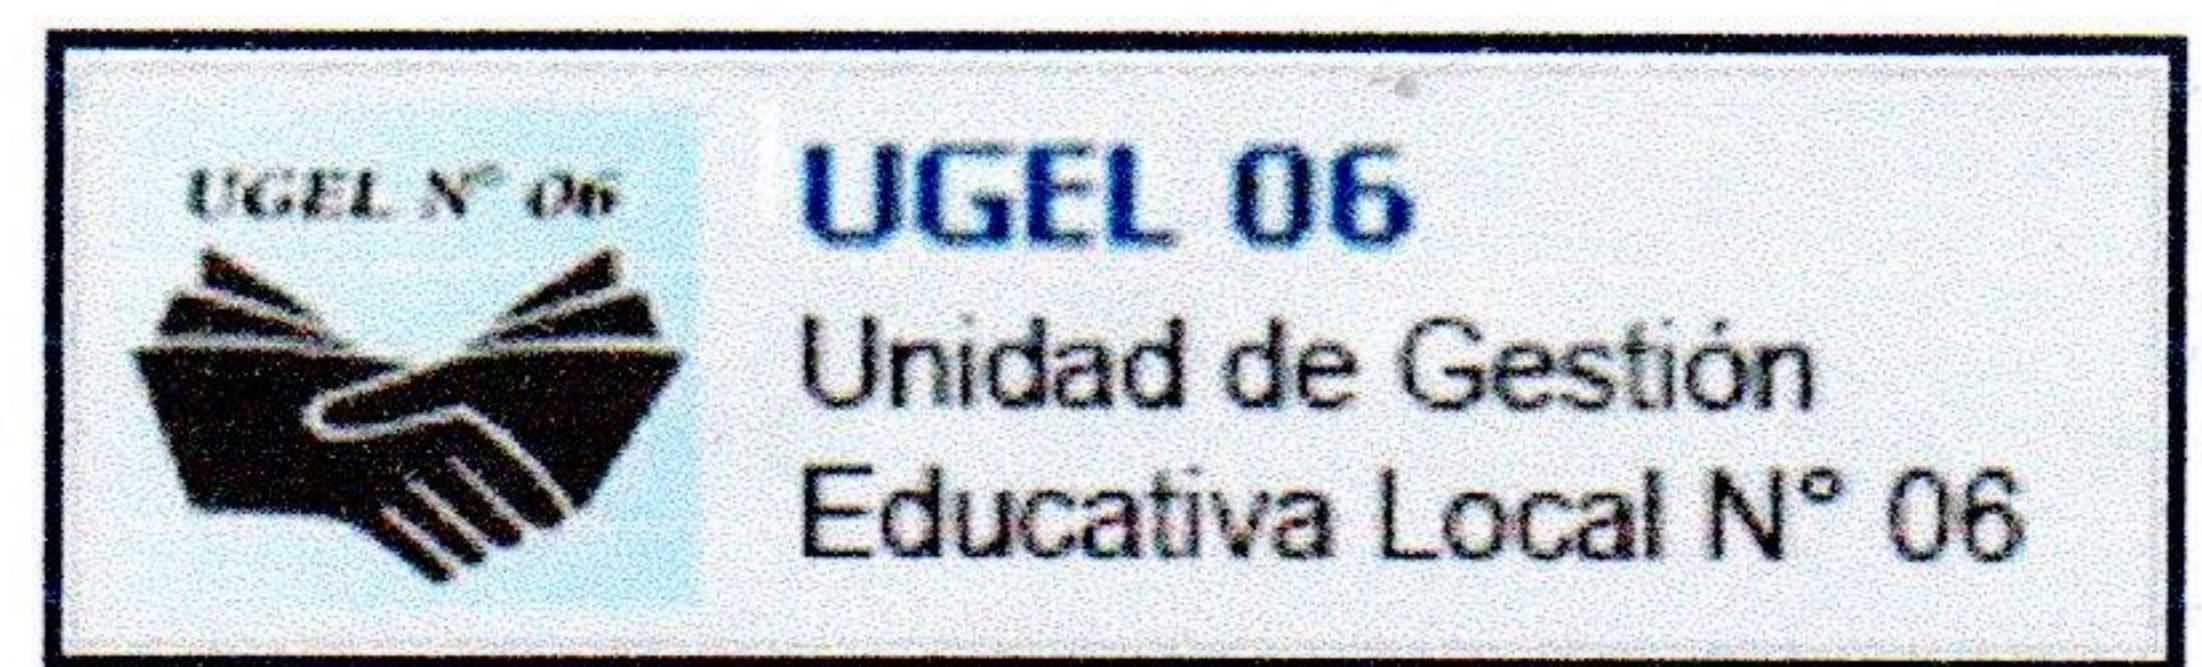 UGEL N° 06
UGEL 06
Unidad de Gestión
Educativa Local N° 06